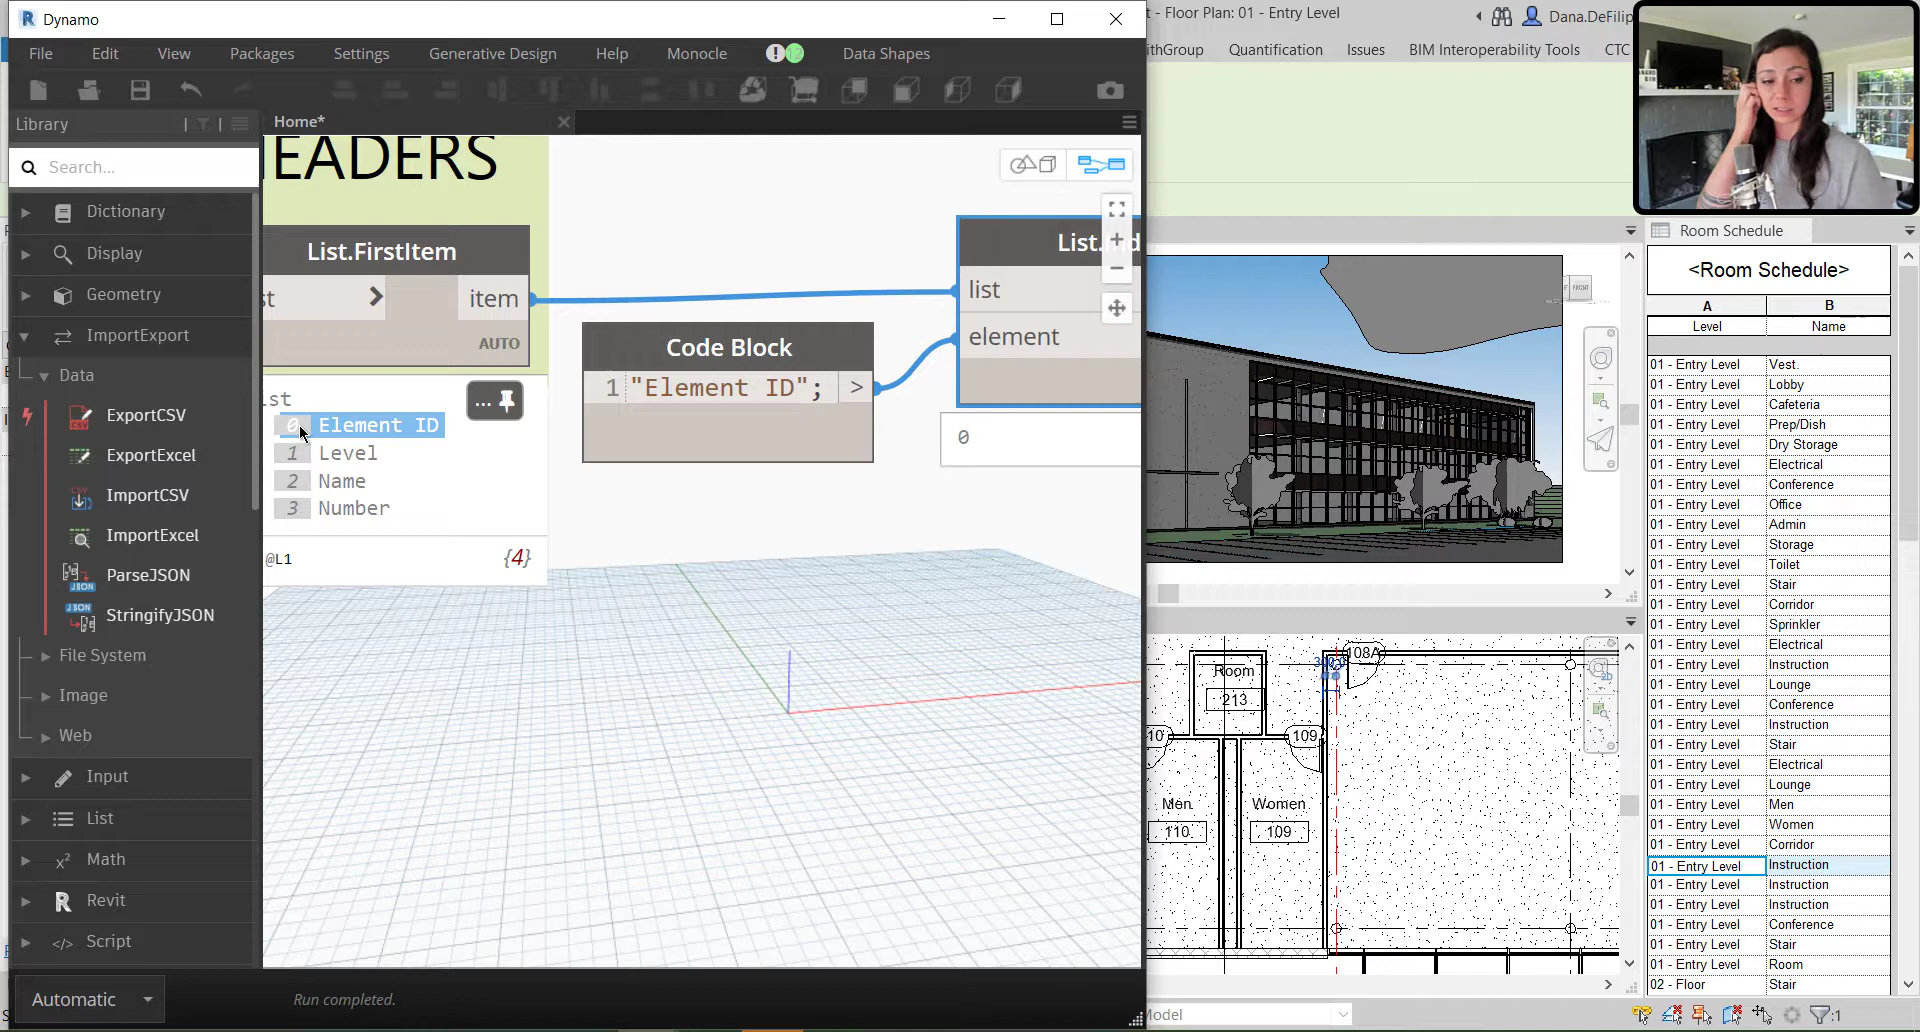 Dynamo
File Edit View Packages Settings Generative Design Help Monocle Data Shapes
Library
Search...
Dictionary
Display
Geometry
ImportExport
Data
ExportCSV
ExportExcel
ImportCSV
ImportExcel
ParseJSON
StringifyJSON
File System
Image
Web
Input
List
Math
Revit
Script
Automatic
Run completed.
Home*
EADERS
List.FirstItem
st > item
AUTO
ist
0 Element ID
1 Level
2 Name
3 Number
@L1 {4}
Code Block
1 "Element ID"; >
list
element
0
t - Floor Plan: 01 - Entry Level
Dana.DeFilip
ithGroup Quantification Issues BIM Interoperability Tools CTC
FRONT
Room
213
108A
10
109
Men
110
Women
109
Model
:1
Room Schedule
<Room Schedule>
A B
Level Name
01 - Entry Level Vest.
01 - Entry Level Lobby
01 - Entry Level Cafeteria
01 - Entry Level Prep/Dish
01 - Entry Level Dry Storage
01 - Entry Level Electrical
01 - Entry Level Conference
01 - Entry Level Office
01 - Entry Level Admin
01 - Entry Level Storage
01 - Entry Level Toilet
01 - Entry Level Stair
01 - Entry Level Corridor
01 - Entry Level Sprinkler
01 - Entry Level Electrical
01 - Entry Level Instruction
01 - Entry Level Lounge
01 - Entry Level Conference
01 - Entry Level Instruction
01 - Entry Level Stair
01 - Entry Level Electrical
01 - Entry Level Lounge
01 - Entry Level Men
01 - Entry Level Women
01 - Entry Level Corridor
01 - Entry Level Instruction
01 - Entry Level Instruction
01 - Entry Level Instruction
01 - Entry Level Conference
01 - Entry Level Stair
01 - Entry Level Room
02 - Floor Stair